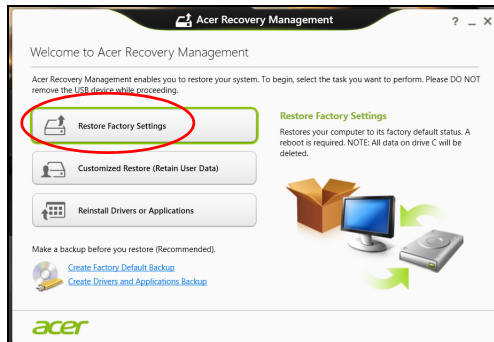 Acer Recovery Management
? _ X
Welcome to Acer Recovery Management
Acer Recovery Management enables you to restore your system. To begin, select the task you want to perform. Please DO NOT
remove the USB device while proceeding.
Restore Factory Settings
Customized Restore (Retain User Data)
Reinstall Drivers or Applications
Restore Factory Settings
Restores your computer to its factory default status. A
reboot is required. NOTE: All data on drive C will be
deleted.
Make a backup before you restore (Recommended).
Create Factory Default Backup
Create Drivers and Applications Backup
acer